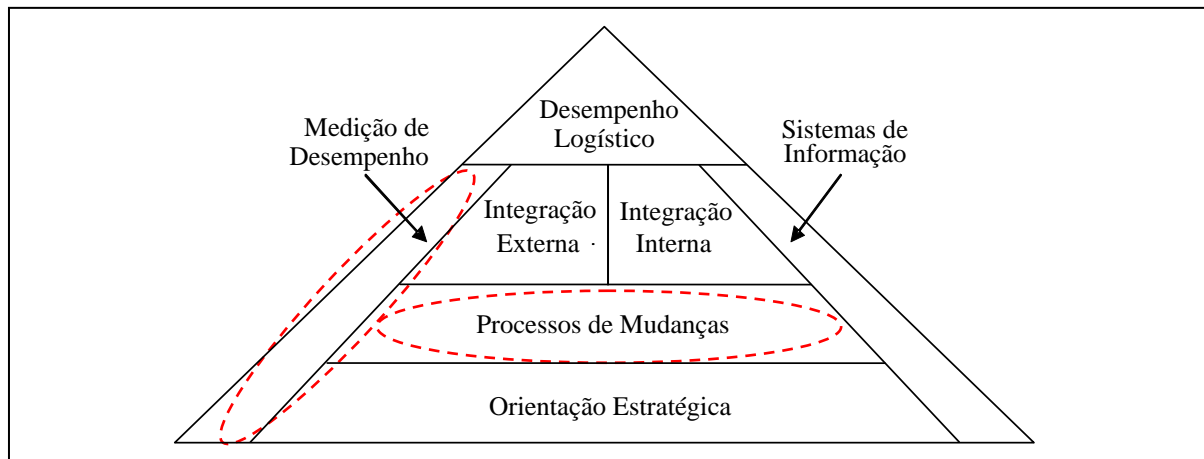 Desempenho
Logístico
Medição de
Desempenho
Sistemas de
Informação
Integração
Externa
Integração
Interna
Processos de Mudanças
Orientação Estratégica